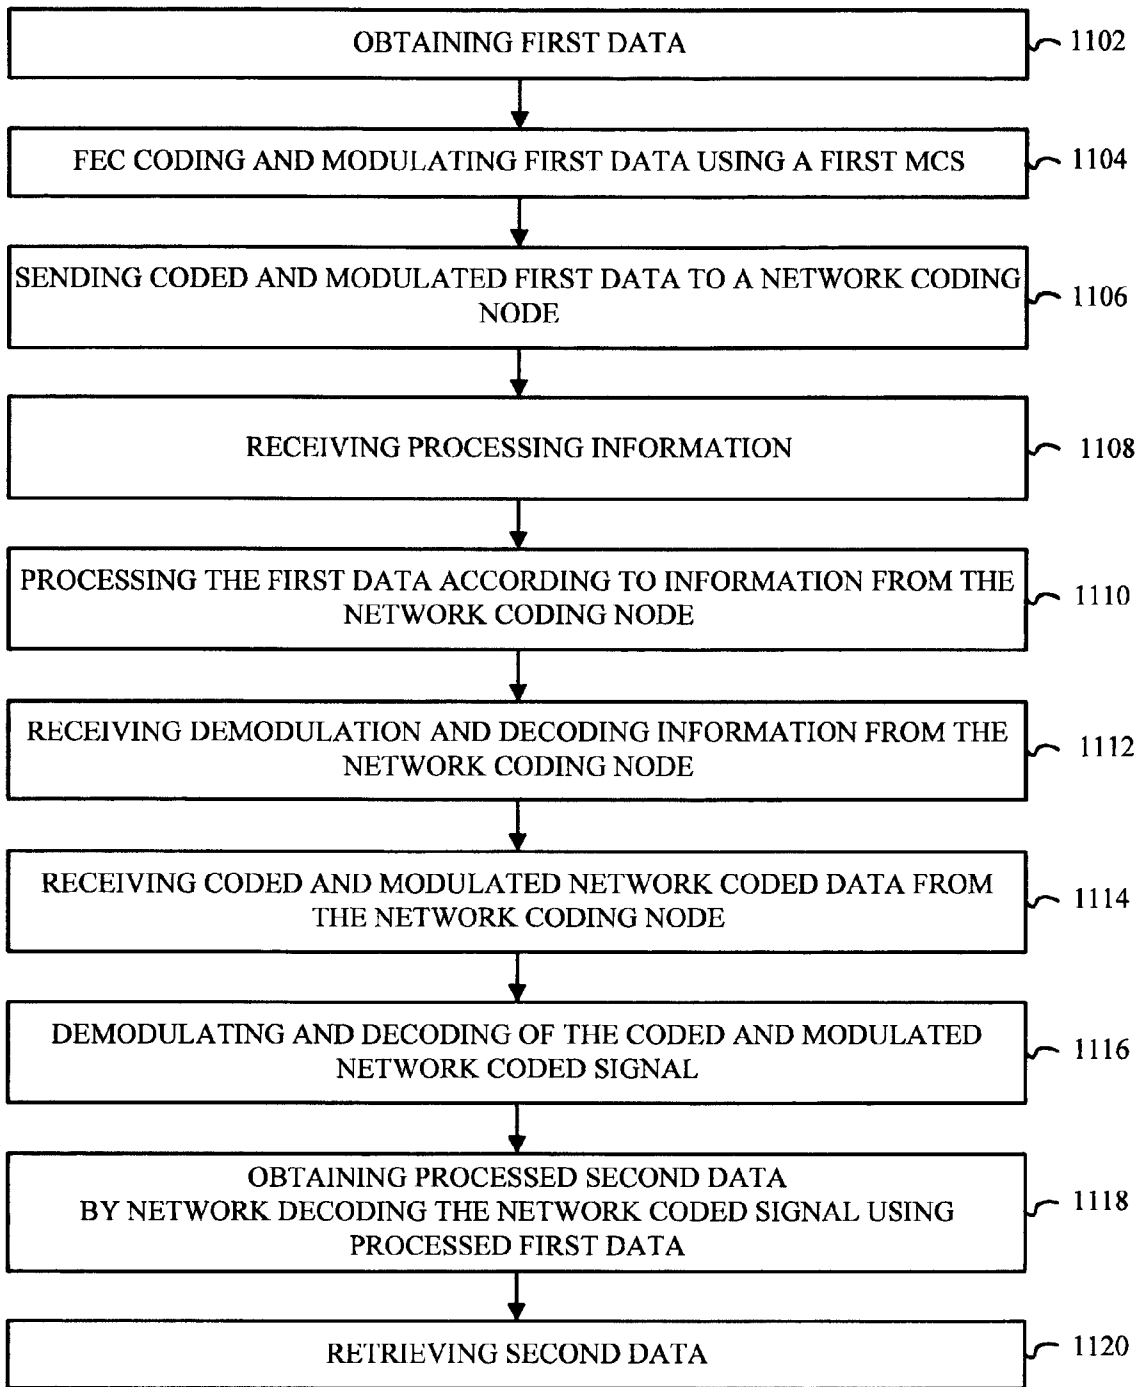 OBTAINING FIRST DATA
1102
FEC CODING AND MODULATING FIRST DATA USING A FIRST MCS
1104
SENDING CODED AND MODULATED FIRST DATA TO A NETWORK CODING
NODE
1106
RECEIVING PROCESSING INFORMATION
1108
PROCESSING THE FIRST DATA ACCORDING TO INFORMATION FROM THE
NETWORK CODING NODE
1110
RECEIVING DEMODULATION AND DECODING INFORMATION FROM THE
NETWORK CODING NODE
1112
RECEIVING CODED AND MODULATED NETWORK CODED DATA FROM
THE NETWORK CODING NODE
1114
DEMODULATING AND DECODING OF THE CODED AND MODULATED
NETWORK CODED SIGNAL
1116
OBTAINING PROCESSED SECOND DATA
BY NETWORK DECODING THE NETWORK CODED SIGNAL USING
PROCESSED FIRST DATA
1118
RETRIEVING SECOND DATA
1120